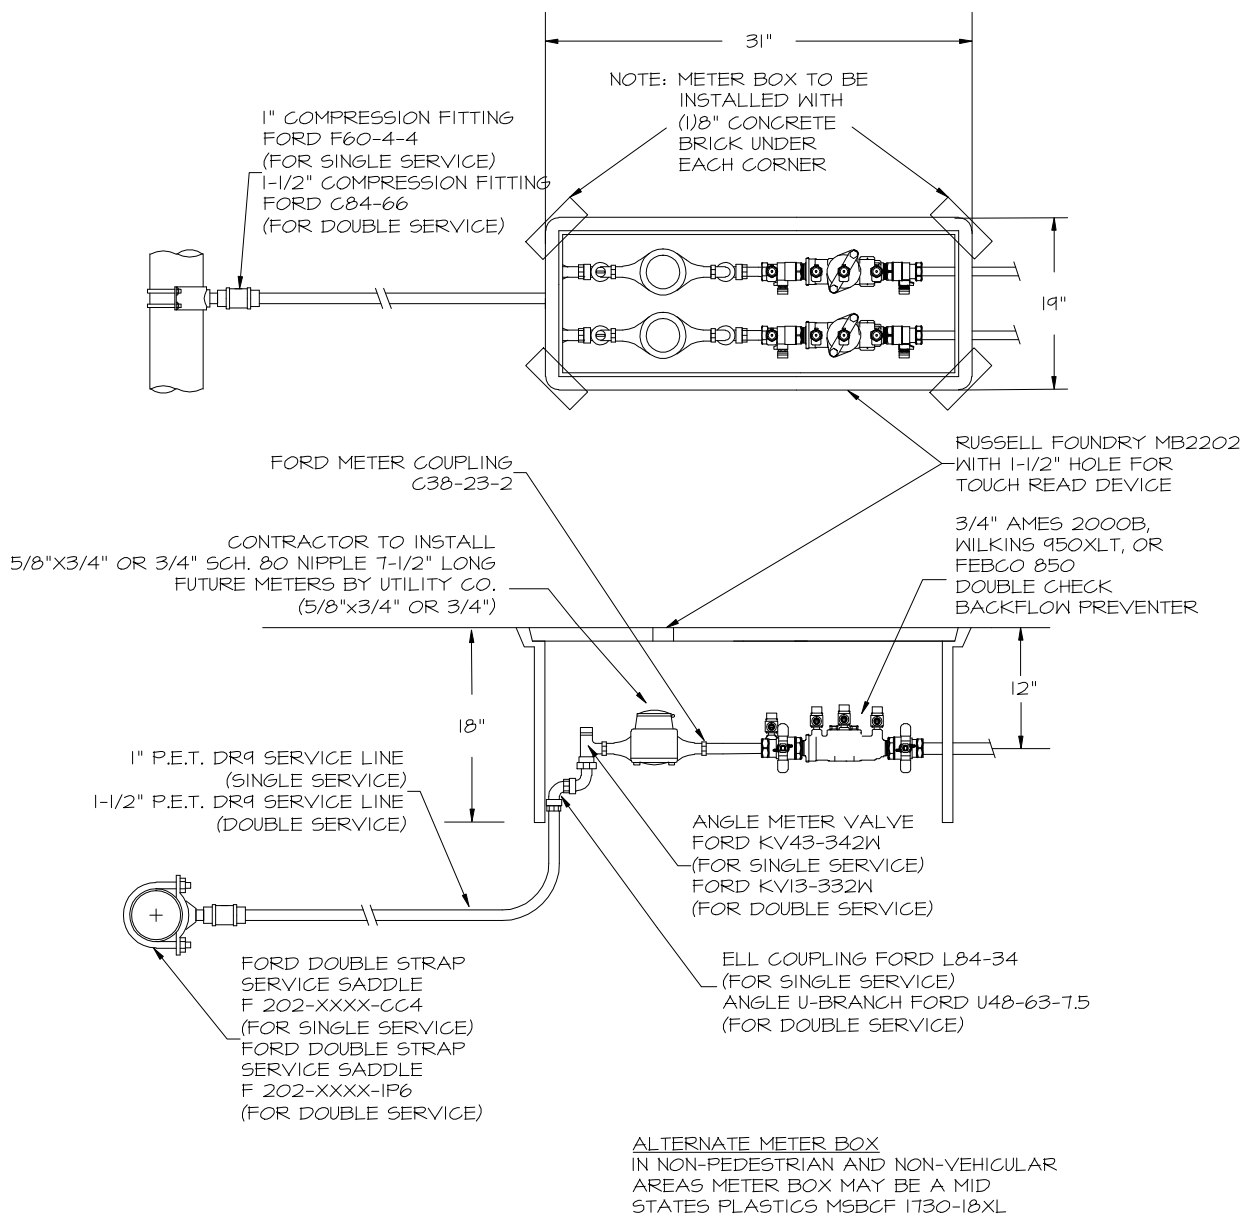 31"
NOTE: METER BOX TO BE
INSTALLED WITH
(1)8" CONCRETE
BRICK UNDER
EACH CORNER
1" COMPRESSION FITTING
FORD F60-4-4
(FOR SINGLE SERVICE)
1-1/2" COMPRESSION FITTING
FORD C84-66
(FOR DOUBLE SERVICE)
19"
RUSSELL FOUNDRY MB2202
WITH 1-1/2" HOLE FOR
TOUCH READ DEVICE
FORD METER COUPLING
C38-23-2
3/4" AMES 2000B,
WILKINS 950XLT, OR
FEBCO 850
DOUBLE CHECK
BACKFLOW PREVENTER
CONTRACTOR TO INSTALL
5/8"X3/4" OR 3/4" SCH. 80 NIPPLE 7-1/2" LONG
FUTURE METERS BY UTILITY CO.
(5/8"x3/4" OR 3/4")
12"
18"
1" P.E.T. DR9 SERVICE LINE
(SINGLE SERVICE)
1-1/2" P.E.T. DR9 SERVICE LINE
(DOUBLE SERVICE)
ANGLE METER VALVE
FORD KV43-342W
(FOR SINGLE SERVICE)
FORD KV13-332W
(FOR DOUBLE SERVICE)
FORD DOUBLE STRAP
SERVICE SADDLE
F 202-XXXX-CC4
(FOR SINGLE SERVICE)
FORD DOUBLE STRAP
SERVICE SADDLE
F 202-XXXX-IP6
(FOR DOUBLE SERVICE)
ELL COUPLING FORD L84-34
(FOR SINGLE SERVICE)
ANGLE U-BRANCH FORD U48-63-7.5
(FOR DOUBLE SERVICE)
ALTERNATE METER BOX
IN NON-PEDESTRIAN AND NON-VEHICULAR
AREAS METER BOX MAY BE A MID
STATES PLASTICS MSBCF 1730-18XL